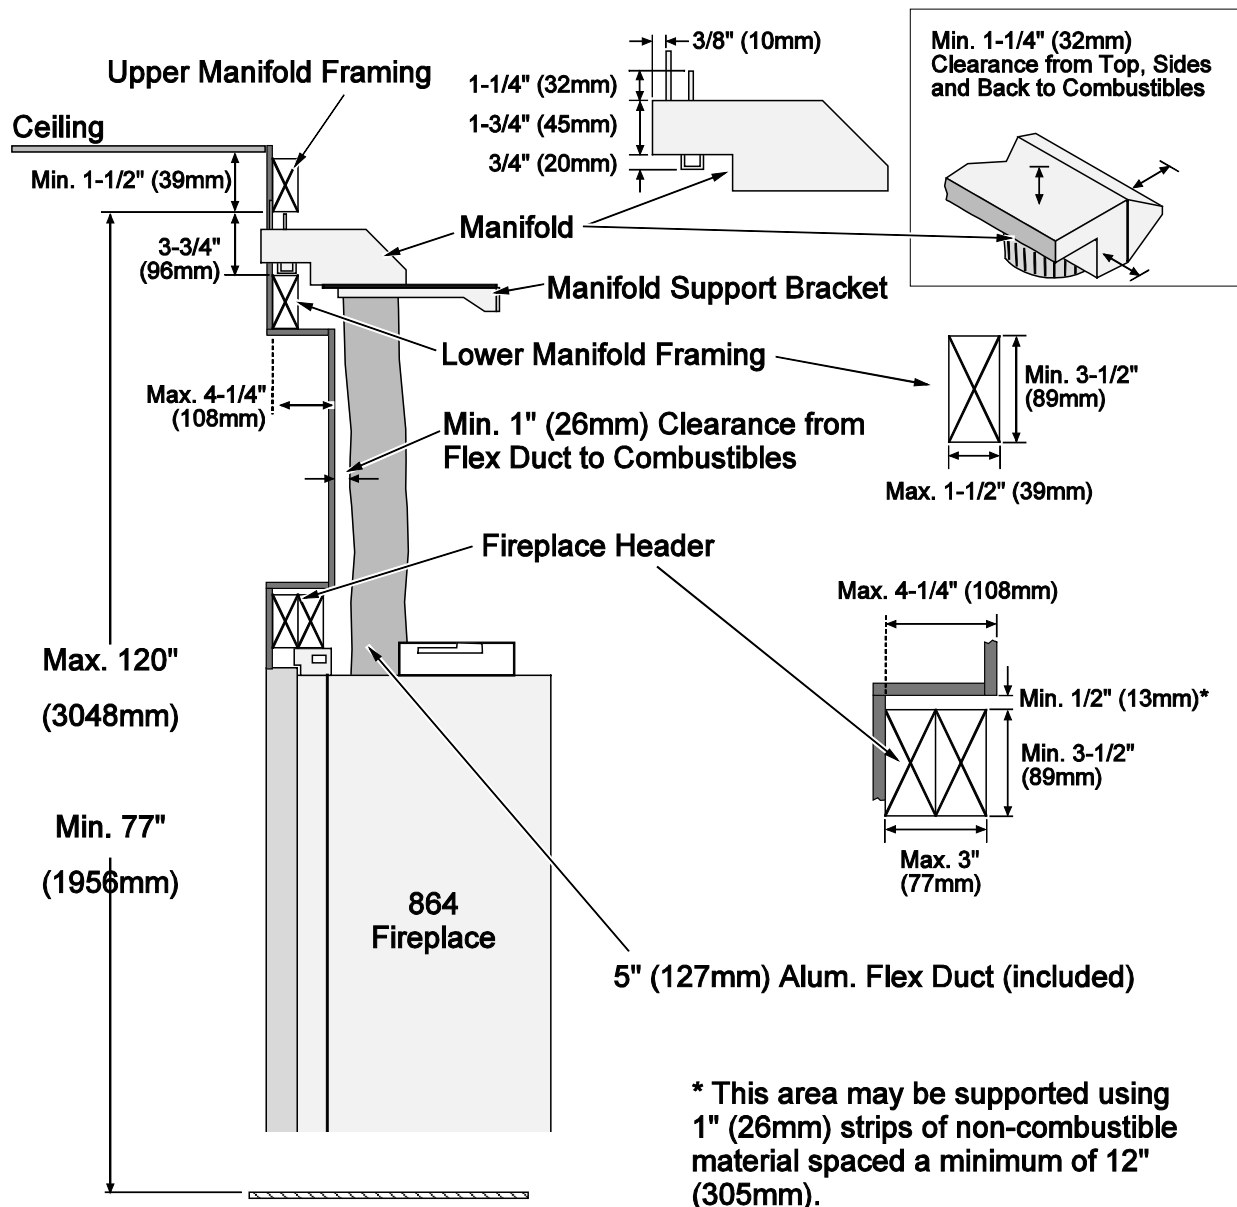 3/8" (10mm)
Min. 1-1/4" (32mm)
Clearance from Top, Sides
and Back to Combustibles
Upper Manifold Framing
1-1/4" (32mm)
1-3/4" (45mm)
3/4" (20mm)
Ceiling
Min. 1-1/2" (39mm)
Manifold
3-3/4"
(96mm)
Manifold Support Bracket
Lower Manifold Framing
Min. 3-1/2"
(89mm)
Max. 4-1/4"
(108mm)
Min. 1" (26mm) Clearance from
Flex Duct to Combustibles
Max. 1-1/2" (39mm)
Fireplace Header
Max. 4-1/4" (108mm)
Max. 120"
(3048mm)
Min. 1/2" (13mm)*
Min. 3-1/2"
(89mm)
Min. 77"
(1956mm)
Max. 3"
(77mm)
864
Fireplace
5" (127mm) Alum. Flex Duct (included)
* This area may be supported using
1" (26mm) strips of non-combustible
material spaced a minimum of 12"
(305mm).